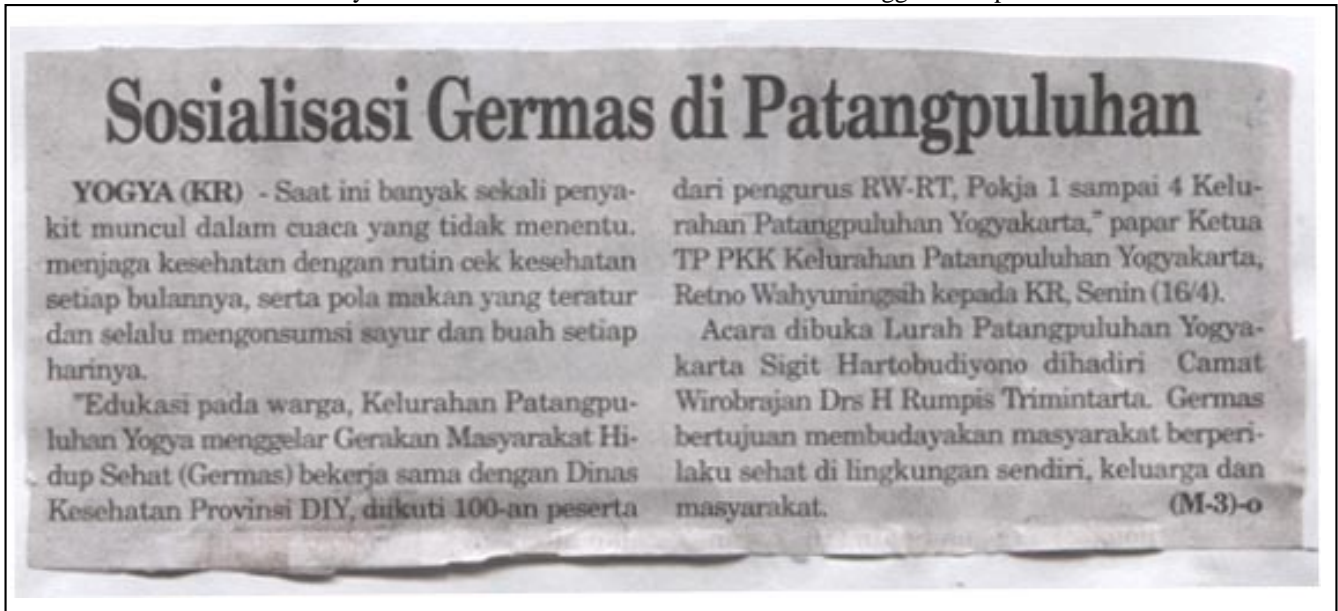 Sosialisasi Germas di Patangpuluhan
YOGYA (KR) - Saat ini banyak sekali penya-
kit muncul dalam cuaca yang tidak menentu.
menjaga kesehatan dengan rutin cek kesehatan
setiap bulannya, serta pola makan yang teratur
dan selalu mengonsumsi sayur dan buah setiap
harinya.
"Edukasi pada warga, Kelurahan Patangpu-
luhan Yogya menggelar Gerakan Masyarakat Hi-
dup Sehat (Germas) bekerja sama dengan Dinas
Kesehatan Provinsi DIY, diikuti 100-an peserta
dari pengurus RW-RT, Pokja 1 sampai 4 Kelu-
rahan Patangpuluhan Yogyakarta," papar Ketua
TP PKK Kelurahan Patangpuluhan Yogyakarta,
Retno Wahyuningsih kepada KR, Senin (16/4).
Acara dibuka Lurah Patangpuluhan Yogya-
karta Sigit Hartobudiyono dihadiri Camat
Wirobrajan Drs H Rumpis Trimintarta. Germas
bertujuan membudayakan masyarakat berperi-
laku sehat di lingkungan sendiri, keluarga dan
masyarakat. (M-3)-o